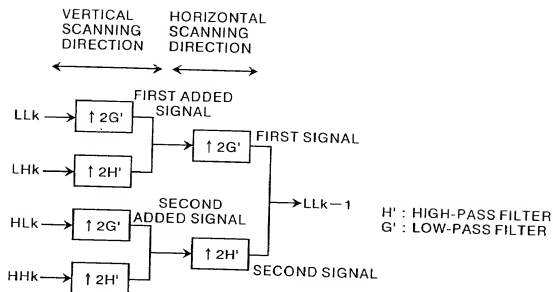 VERTICAL
SCANNING
DIRECTION
HORIZONTAL
SCANNING
DIRECTION
FIRST ADDED
SIGNAL
LLk
↑2G'
LHk
↑2H'
↑2G'
FIRST SIGNAL
SECOND
ADDED SIGNAL
HLk
↑2G'
HHk
↑2H'
↑2H'
SECOND SIGNAL
LLk−1
H' : HIGH-PASS FILTER
G' : LOW-PASS FILTER